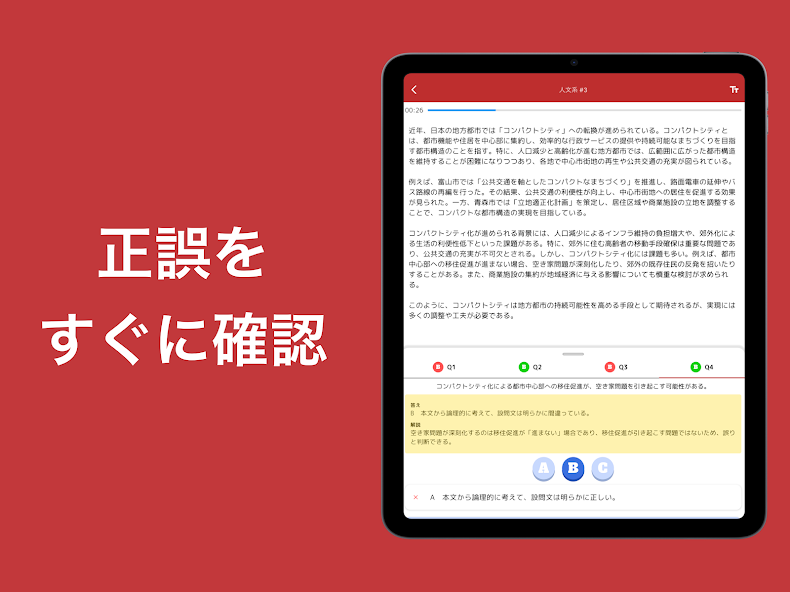 正誤を
すぐに確認
人文系 #3
TT
00:26
近年、日本の地方都市では「コンパクトシティ」への転換が進められている。コンパクトシティと
は、都市機能や住居を中心部に集約し、効率的な行政サービスの提供や持続可能なまちづくりを目指
す都市構造のことを指す。特に、人口減少と高齢化が進む地方都市では、広範囲に広がった都市構造
を維持することが困難になりつつあり、各地で中心市街地の再生や公共交通の充実が図られている。
例えば、富山市では「公共交通を軸としたコンパクトなまちづくり」を推進し、路面電車の延伸やバ
ス路線の再編を行った。その結果、公共交通の利便性が向上し、中心市街地への居住を促進する効果
が見られた。一方、青森市では「立地適正化計画」を策定し、居住区域や商業施設の立地を調整する
ことで、コンパクトな都市構造の実現を目指している。
コンパクトシティ化が進められる背景には、人口減少によるインフラ維持の負担増大や、郊外化によ
る生活の利便性低下といった課題がある。特に、郊外に住む高齢者の移動手段確保は重要な問題であ
り、公共交通の充実が不可欠とされる。しかし、コンパクトシティ化には課題も多い。例えば、都市
中心部への移住促進が進まない場合、空き家問題が深刻化したり、郊外の既存住民の反発を招いたり
することがある。また、商業施設の集約が地域経済に与える影響についても慎重な検討が求められ
る。
このように、コンパクトシティは地方都市の持続可能性を高める手段として期待されるが、実現には
多くの調整や工夫が必要である。
B Q1
B Q2
B Q3
B Q4
コンパクトシティ化による都市中心部への移住促進が、空き家問題を引き起こす可能性がある。
答え
B 本文から論理的に考えて、設問文は明らかに間違っている。
解説
空き家問題が深刻化するのは移住促進が「進まない」場合であり、移住促進が引き起こす問題ではないため、誤り
と判断できる。
A B C
× A 本文から論理的に考えて、設問文は明らかに正しい。